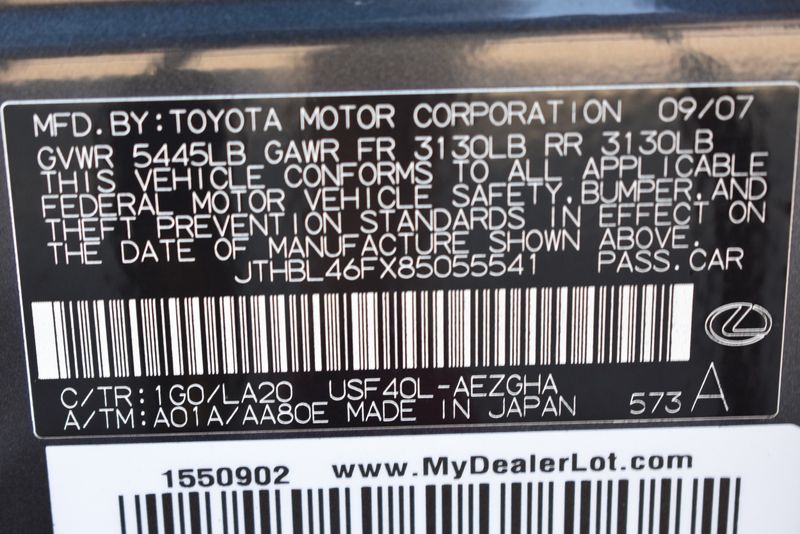 MFD.BY:TOYOTA MOTOR CORPORATION 09/07
GVWR 5445LB GAWR FR 3130LB RR 3130LB
THIS VEHICLE CONFORMS TO ALL APPLICABLE
FEDERAL MOTOR VEHICLE SAFETY,BUMPER,AND
THEFT PREVENTION STANDARDS IN EFFECT ON
THE DATE OF MANUFACTURE SHOWN ABOVE.
JTHBL46FX85055541 PASS.CAR
C/TR:1G0/LA20 USF40L-AEZGHA
A/TM:A01A/AA80E MADE IN JAPAN 573A
1550902 www.MyDealerLot.com